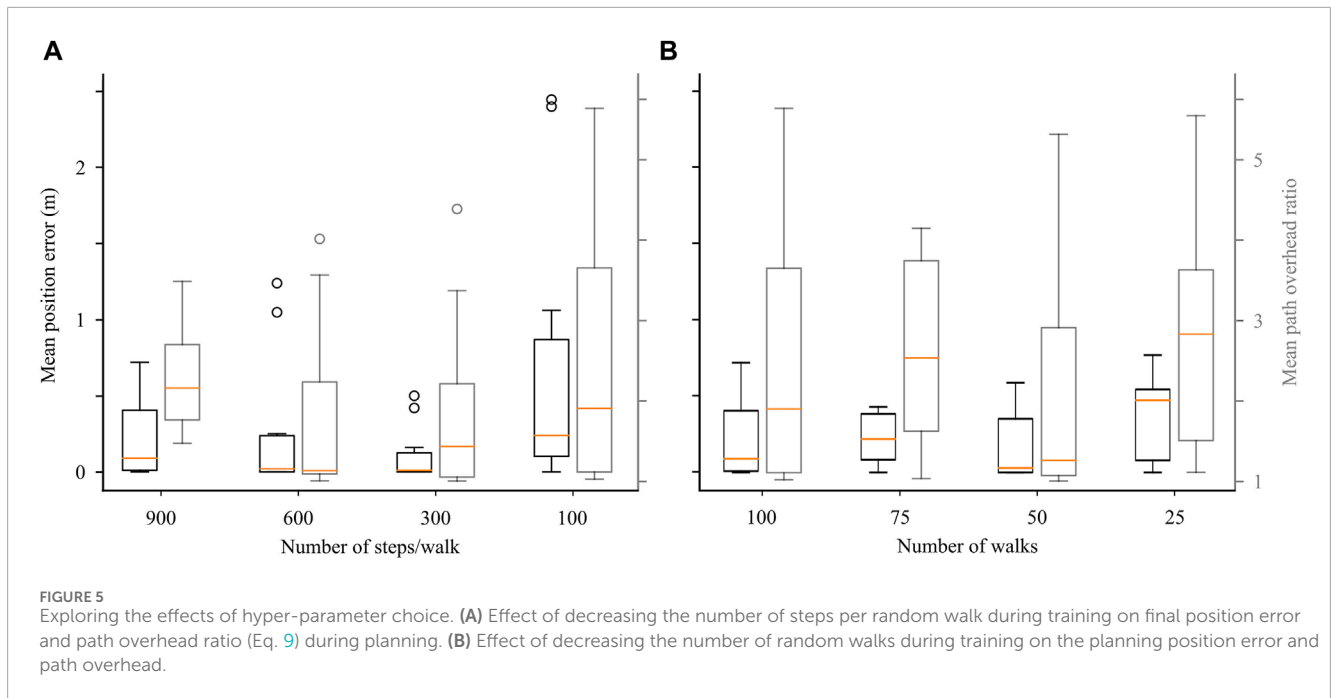 A
B
2
1
0
Mean position error (m)
900
600
300
100
Number of steps/walk
100
75
50
25
Number of walks
5
3
1
Mean path overhead ratio
FIGURE 5
Exploring the effects of hyper-parameter choice. (A) Effect of decreasing the number of steps per random walk during training on final position error
and path overhead ratio (Eq. 9) during planning. (B) Effect of decreasing the number of random walks during training on the planning position error and
path overhead.